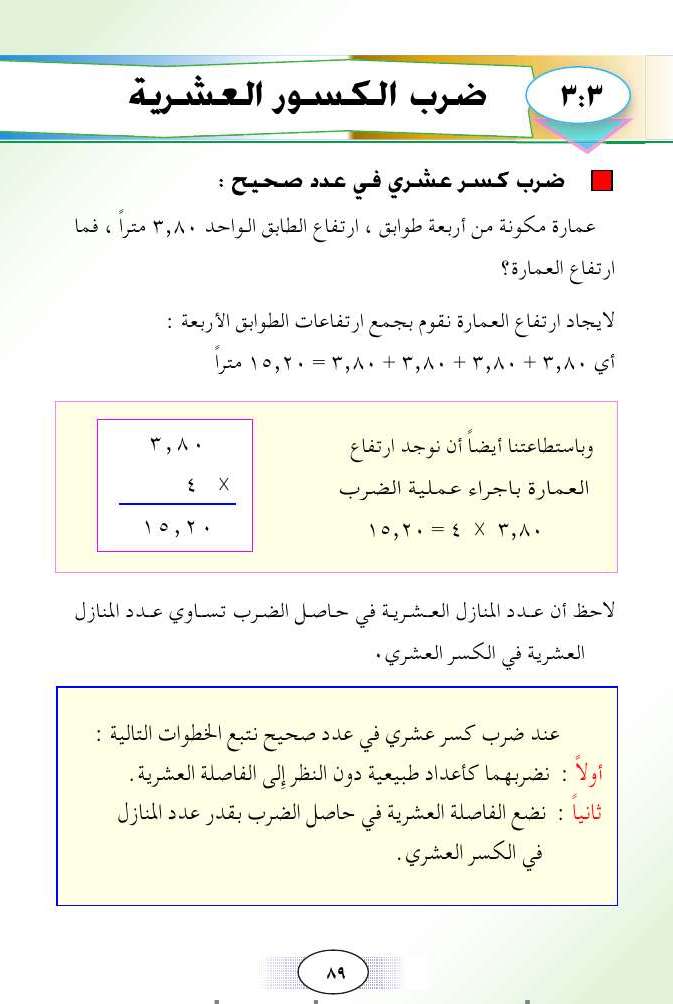 ٣:٣
ضرب الكسور العشرية
ضرب كسر عشري في عدد صحيح :
عمارة مكونة من أربعة طوابق ، ارتفاع الطابق الواحد ٣,٨٠ متراً ، فما
ارتفاع العمارة؟
لايجاد ارتفاع العمارة نقوم بجمع ارتفاعات الطوابق الأربعة :
أي ٣,٨٠ + ٣,٨٠ + ٣,٨٠ + ٣,٨٠ = ١٥,٢٠ متراً
وباستطاعتنا أيضاً أن نوجد ارتفاع
العمارة باجراء عملية الضرب
٣,٨٠ × ٤ = ١٥,٢٠
٣,٨٠
× ٤
١٥,٢٠
لاحظ أن عدد المنازل العشرية في حاصل الضرب تساوي عدد المنازل
العشرية في الكسر العشري.
عند ضرب كسر عشري في عدد صحيح نتبع الخطوات التالية :
أولاً : نضربهما كأعداد طبيعية دون النظر إلى الفاصلة العشرية.
ثانياً : نضع الفاصلة العشرية في حاصل الضرب بقدر عدد المنازل
في الكسر العشري.
٨٩